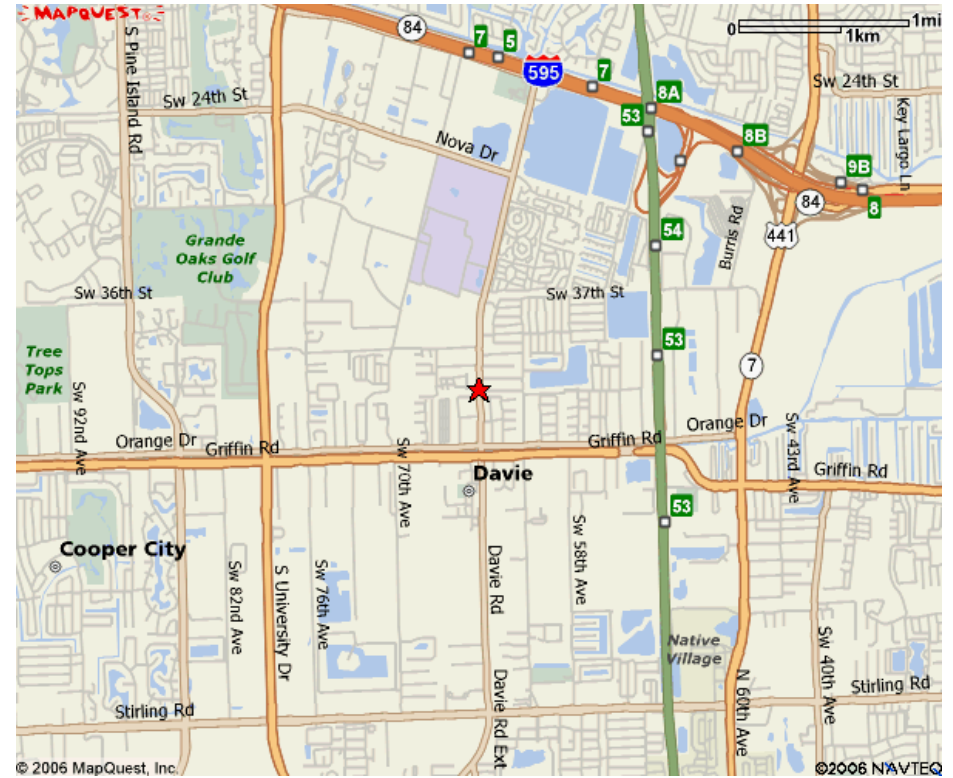 MAPQUEST
84
7
5
595
7
8A
53
8B
9B
8
84
441
0
1mi
1km
S Pine Island Rd
Sw 24th St
Nova Dr
Sw 24th St
Key Largo Ln
Grande
Oaks Golf
Club
54
Burris Rd
Sw 36th St
Sw 37th St
Tree
Tops
Park
53
7
Sw 92nd Ave
Orange Dr
Griffin Rd
Sw 70th Ave
Griffin Rd
Orange Dr
Sw 43rd Ave
Griffin Rd
Davie
53
Cooper City
Sw 82nd Ave
S University Dr
Sw 76th Ave
Davie Rd
Sw 58th Ave
Native
Village
N 60th Ave
Sw 40th Ave
Stirling Rd
Davie Rd Ext
Stirling Rd
© 2006 MapQuest, Inc.
©2006 NAVTEQ